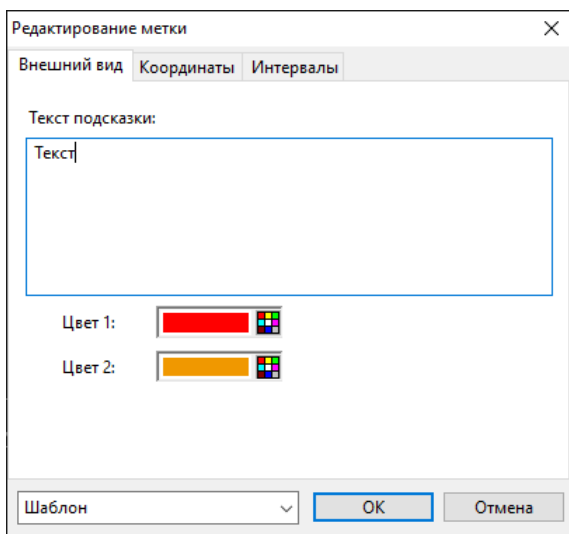 Редактирование метки
Внешний вид Координаты Интервалы
Текст подсказки:
Текст
Цвет 1:
Цвет 2:
Шаблон OK Отмена